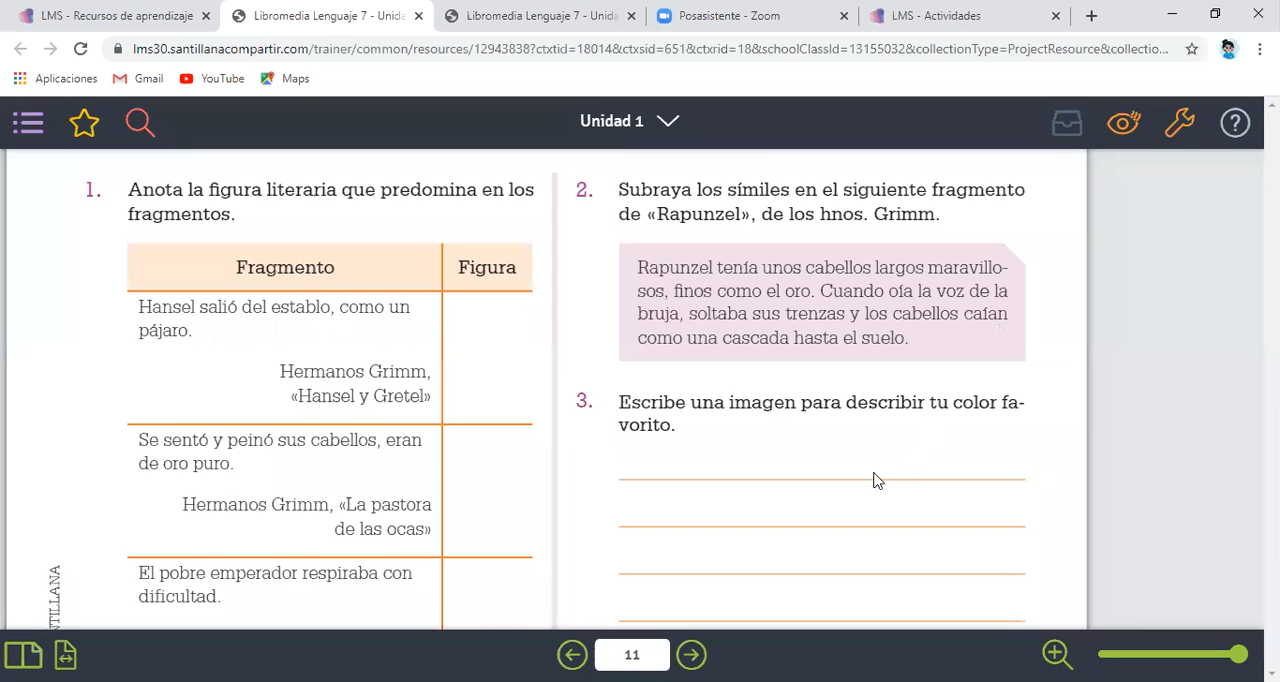 LMS - Recursos de aprendizaje
Libromedia Lenguaje 7 - Unida
Libromedia Lenguaje 7 - Unida
Posasistente - Zoom
LMS - Actividades
lms30.santillanacompartir.com/trainer/common/resources/12943838?ctxtid=18014&ctxsid=651&ctxrid=18&schoolClassId=13155032&collectionType=ProjectResource&collectio...
Aplicaciones
Gmail
YouTube
Maps
Unidad 1
1. Anota la figura literaria que predomina en los
fragmentos.
Fragmento
Figura
Hansel salió del establo, como un
pájaro.
Hermanos Grimm,
«Hansel y Gretel»
Se sentó y peinó sus cabellos, eran
de oro puro.
Hermanos Grimm, «La pastora
de las ocas»
El pobre emperador respiraba con
dificultad.
2. Subraya los símiles en el siguiente fragmento
de «Rapunzel», de los hnos. Grimm.
Rapunzel tenía unos cabellos largos maravillo-
sos, finos como el oro. Cuando oía la voz de la
bruja, soltaba sus trenzas y los cabellos caían
como una cascada hasta el suelo.
3. Escribe una imagen para describir tu color fa-
vorito.
NTILLANA
11